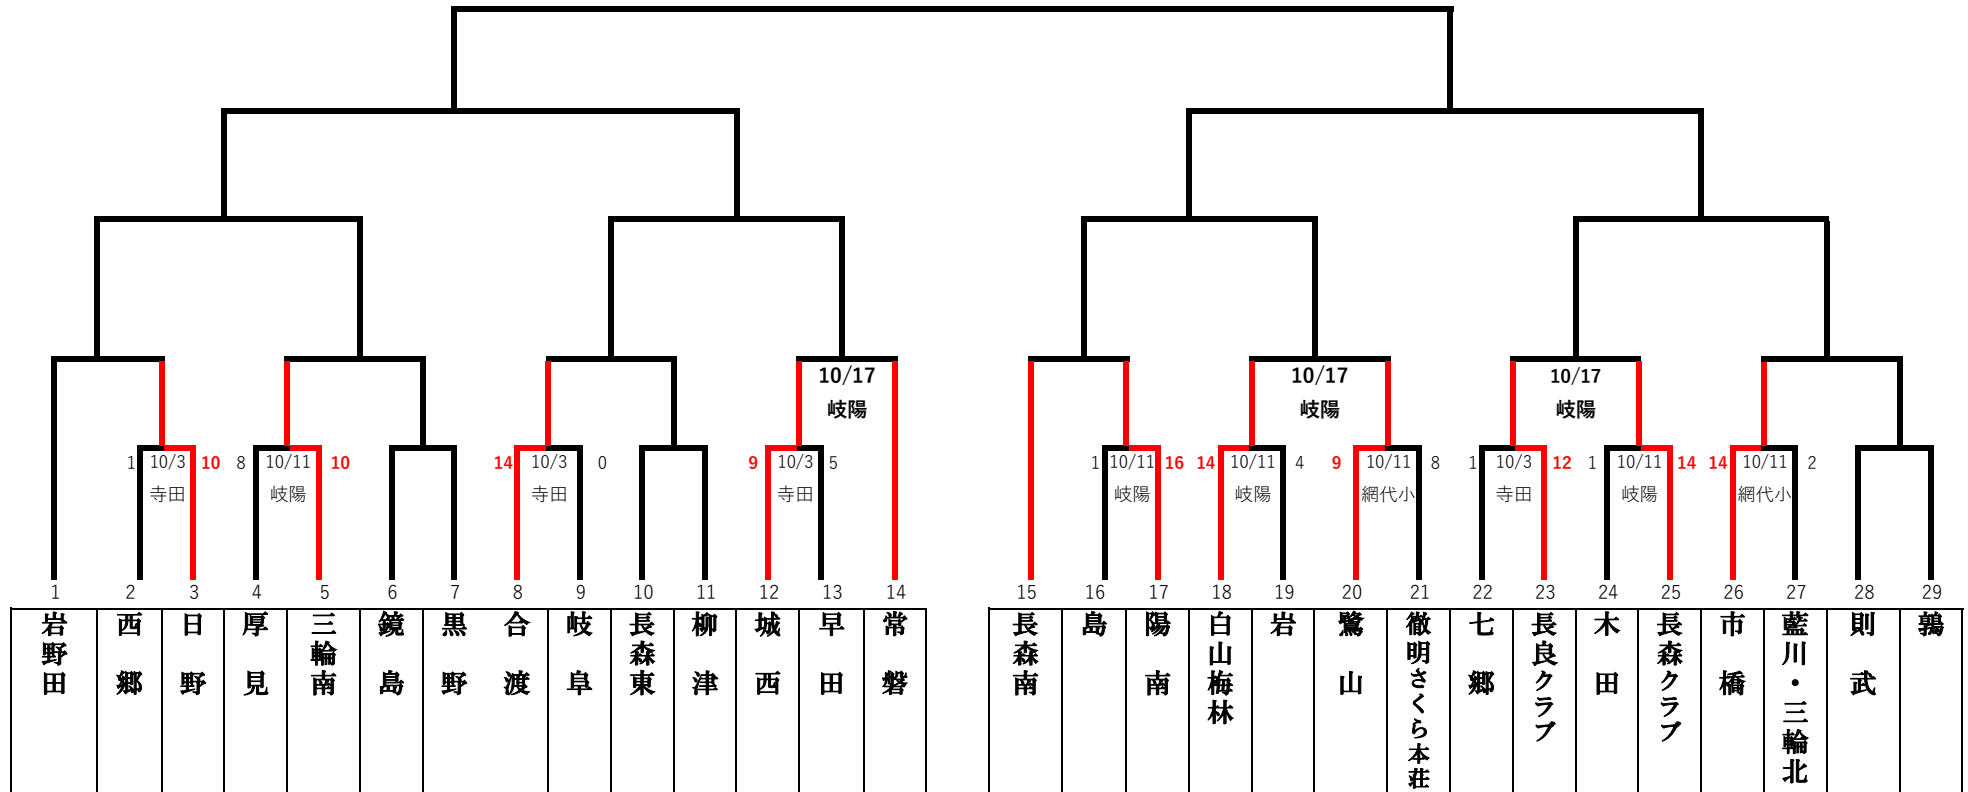 10/17 10/17 10/17
岐陽 岐陽 岐陽
1 10/3 10 8 10/11 10 14 10/3 0 9 10/3 5 1 10/11 16 14 10/11 4 9 10/11 8 1 10/3 12 1 10/11 14 14 10/11 2
寺田 岐陽 寺田 寺田 岐陽 岐陽 網代小 寺田 岐陽 網代小
1 2 3 4 5 6 7 8 9 10 11 12 13 14 15 16 17 18 19 20 21 22 23 24 25 26 27 28 29
岩野田
西郷
日野
厚見
三輪南
鏡島
黒野
合渡
岐阜
長森東
柳津
城西
早田
常磐
長森南
島
陽南
白山梅林
岩
鷺山
徹明さくら本荘
七郷
長良クラブ
木田
長森クラブ
市橋
藍川・三輪北
則武
鶉